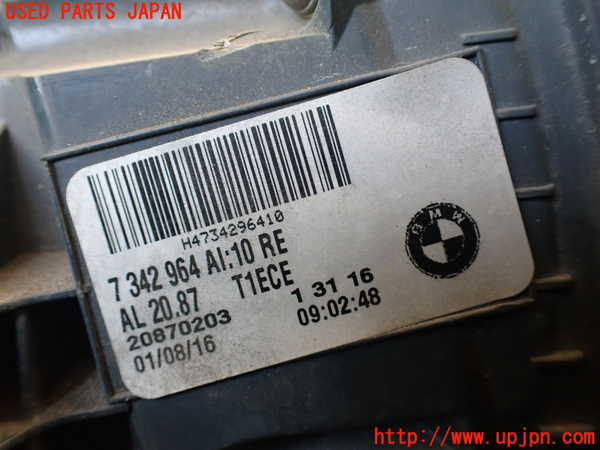 USED PARTS JAPAN
H4734296410
7 342 964 AI:10 RE
AL 20.87 T1ECE
20870203 1 31 16
01/08/16 09:02:48
BMW
http://www.upjpn.com/